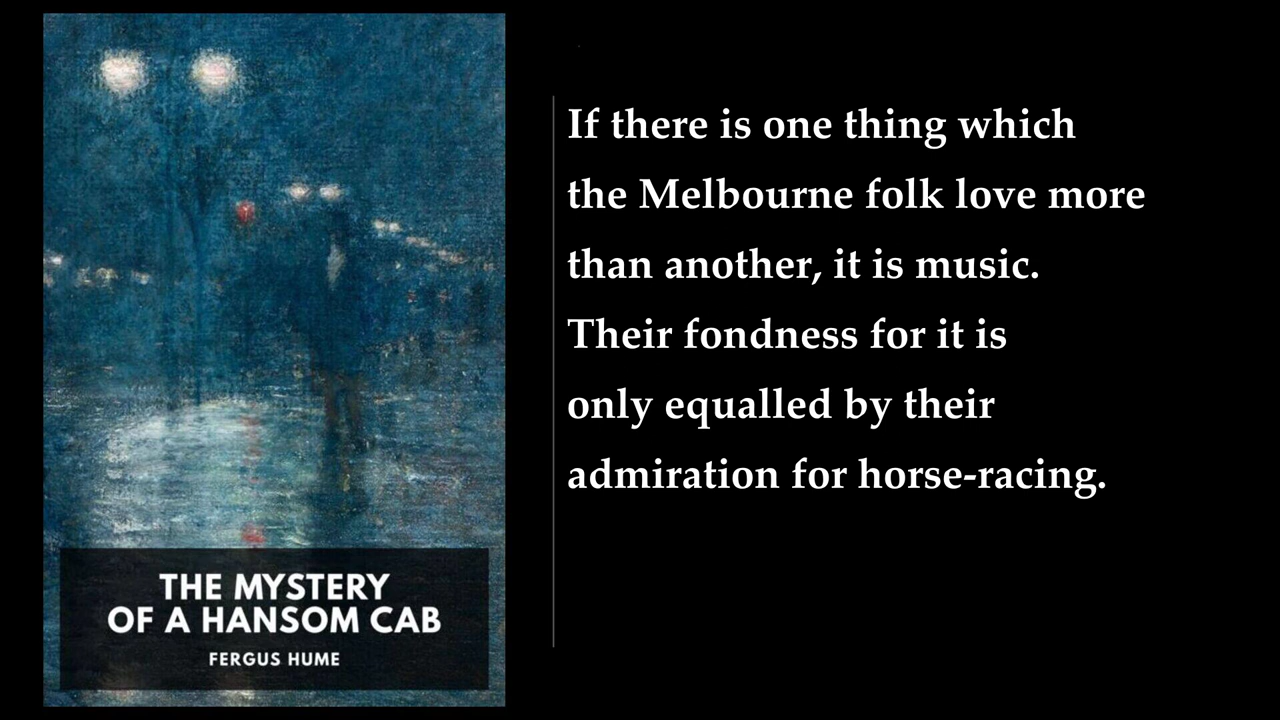 If there is one thing which
the Melbourne folk love more
than another, it is music.
Their fondness for it is
only equalled by their
admiration for horse-racing.
THE MYSTERY
OF A HANSOM CAB
FERGUS HUME